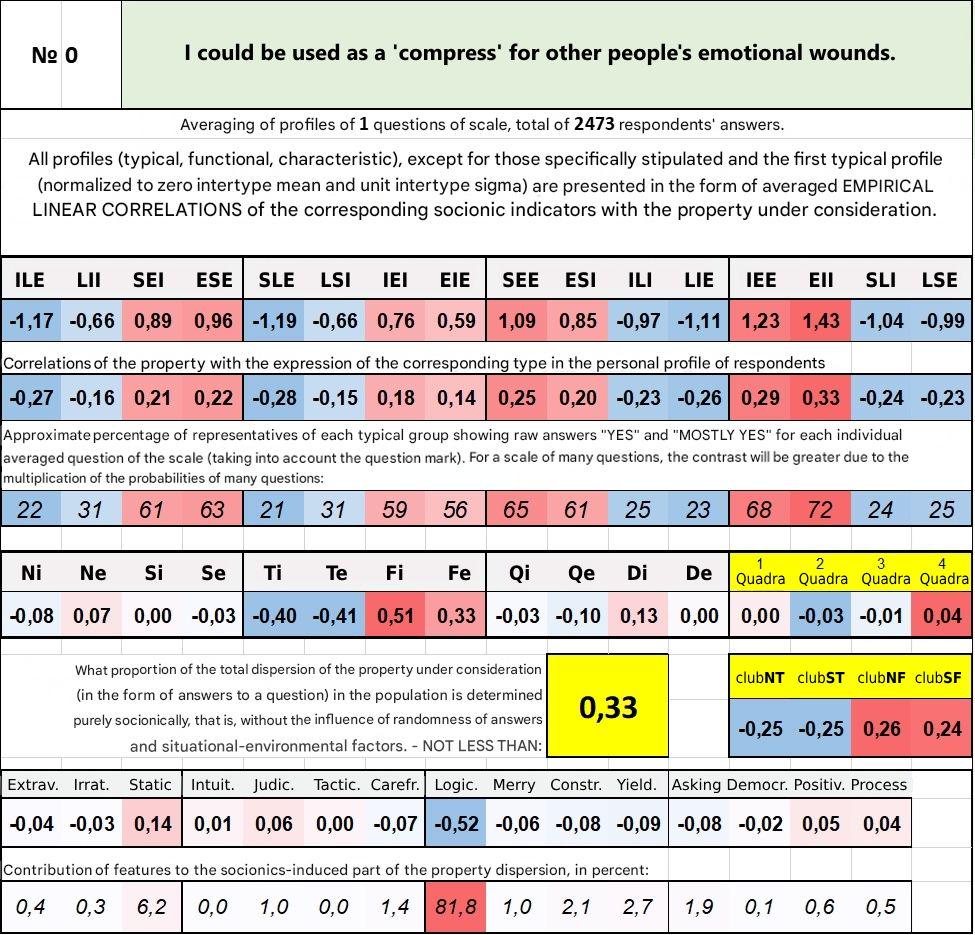 № 0
I could be used as a 'compress' for other people's emotional wounds.
Averaging of profiles of 1 questions of scale, total of 2473 respondents' answers.
All profiles (typical, functional, characteristic), except for those specifically stipulated and the first typical profile
(normalized to zero intertype mean and unit intertype sigma) are presented in the form of averaged EMPIRICAL
LINEAR CORRELATIONS of the corresponding socionic indicators with the property under consideration.
ILE LII SEI ESE SLE LSI IEI EIE SEE ESI ILI LIE IEE EII SLI LSE
-1,17 -0,66 0,89 0,96 -1,19 -0,66 0,76 0,59 1,09 0,85 -0,97 -1,11 1,23 1,43 -1,04 -0,99
Correlations of the property with the expression of the corresponding type in the personal profile of respondents
-0,27 -0,16 0,21 0,22 -0,28 -0,15 0,18 0,14 0,25 0,20 -0,23 -0,26 0,29 0,33 -0,24 -0,23
Approximate percentage of representatives of each typical group showing raw answers "YES" and "MOSTLY YES" for each individual
averaged question of the scale (taking into account the question mark). For a scale of many questions, the contrast will be greater due to the
multiplication of the probabilities of many questions:
22 31 61 63 21 31 59 56 65 61 25 23 68 72 24 25
Ni Ne Si Se Ti Te Fi Fe Qi Qe Di De 1 Quadra 2 Quadra 3 Quadra 4 Quadra
-0,08 0,07 0,00 -0,03 -0,40 -0,41 0,51 0,33 -0,03 -0,10 0,13 0,00 0,00 -0,03 -0,01 0,04
What proportion of the total dispersion of the property under consideration
(in the form of answers to a question) in the population is determined
purely socionically, that is, without the influence of randomness of answers
and situational-environmental factors. - NOT LESS THAN:
0,33
clubNT clubST clubNF clubSF
-0,25 -0,25 0,26 0,24
Extrav. Irrat. Static Intuit. Judic. Tactic. Carefr. Logic. Merry Constr. Yield. Asking Democr. Positiv. Process
-0,04 -0,03 0,14 0,01 0,06 0,00 -0,07 -0,52 -0,06 -0,08 -0,09 -0,08 -0,02 0,05 0,04
Contribution of features to the socionics-induced part of the property dispersion, in percent:
0,4 0,3 6,2 0,0 1,0 0,0 1,4 81,8 1,0 2,1 2,7 1,9 0,1 0,6 0,5